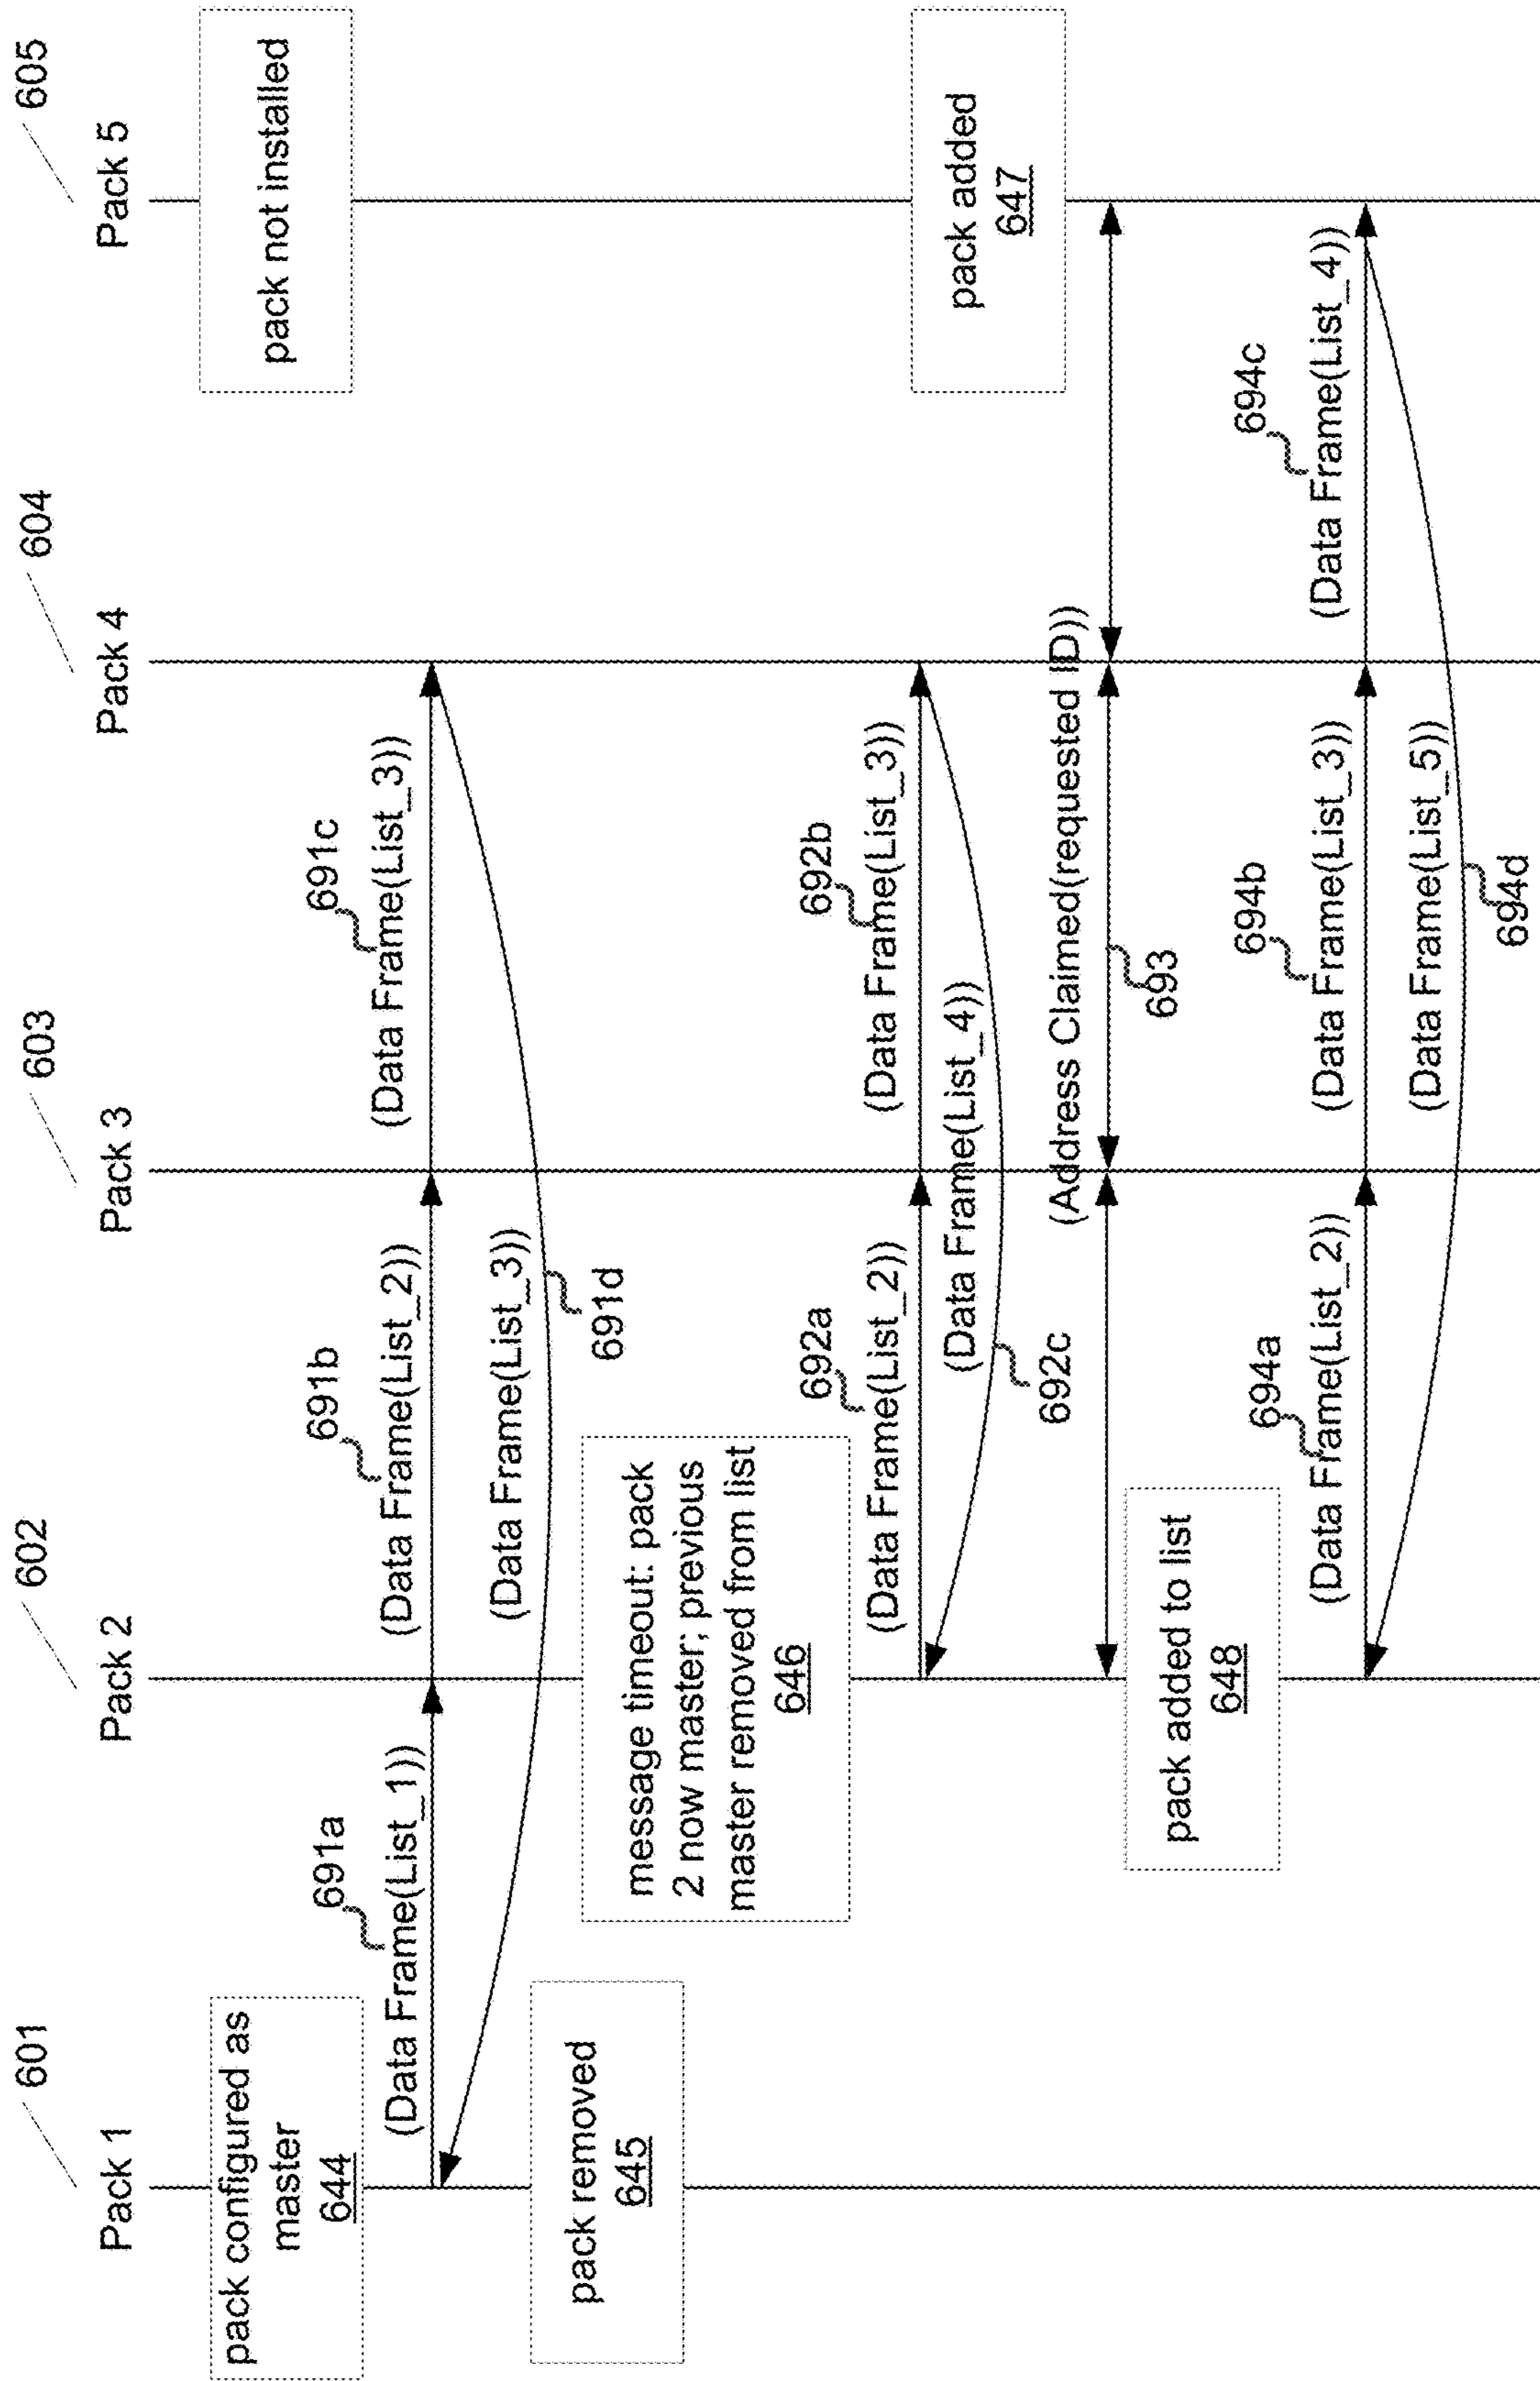 601
602
603
604
605
Pack 1
Pack 2
Pack 3
Pack 4
Pack 5
pack configured as
master
644
pack not installed
691a
(Data Frame(List_1))
691b
(Data Frame(List_2))
691c
(Data Frame(List_3)))
(Data Frame(List_3)))
691d
pack removed
645
message timeout: pack
2 now master; previous
master removed from list
646
692a
(Data Frame(List_2))
692b
(Data Frame(List_3))
(Data Frame(List_4))
692c
pack added
647
(Address Claimed(requested ID))
693
pack added to list
648
694a
(Data Frame(List_2))
694b
(Data Frame(List_3))
694c
(Data Frame(List_4))
(Data Frame(List_5))
694d